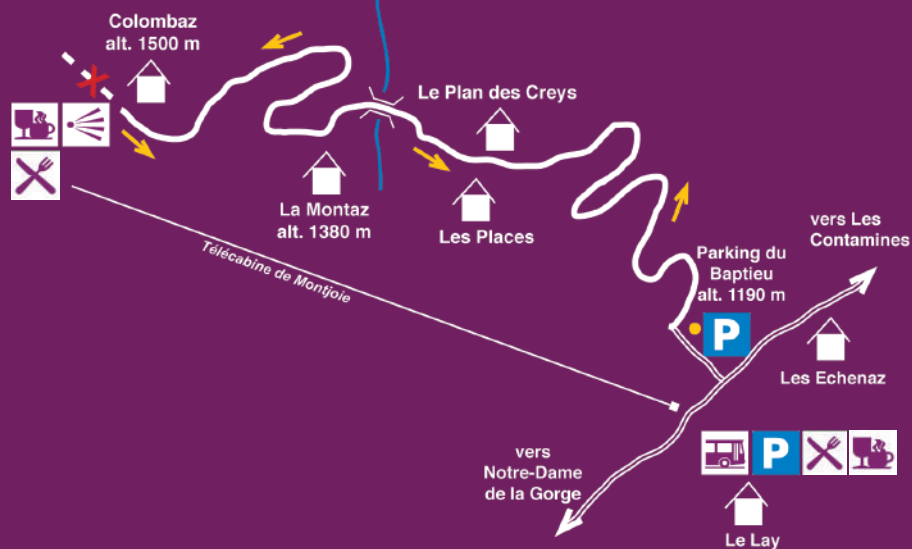 Colombaz
alt. 1500 m
Le Plan des Creys
La Montaz
alt. 1380 m
Les Places
vers Les
Contamines
Parking du
Baptieu
alt. 1190 m
P
Télécabine de Montjoie
Les Echenaz
vers
Notre-Dame
de la Gorge
P
Le Lay